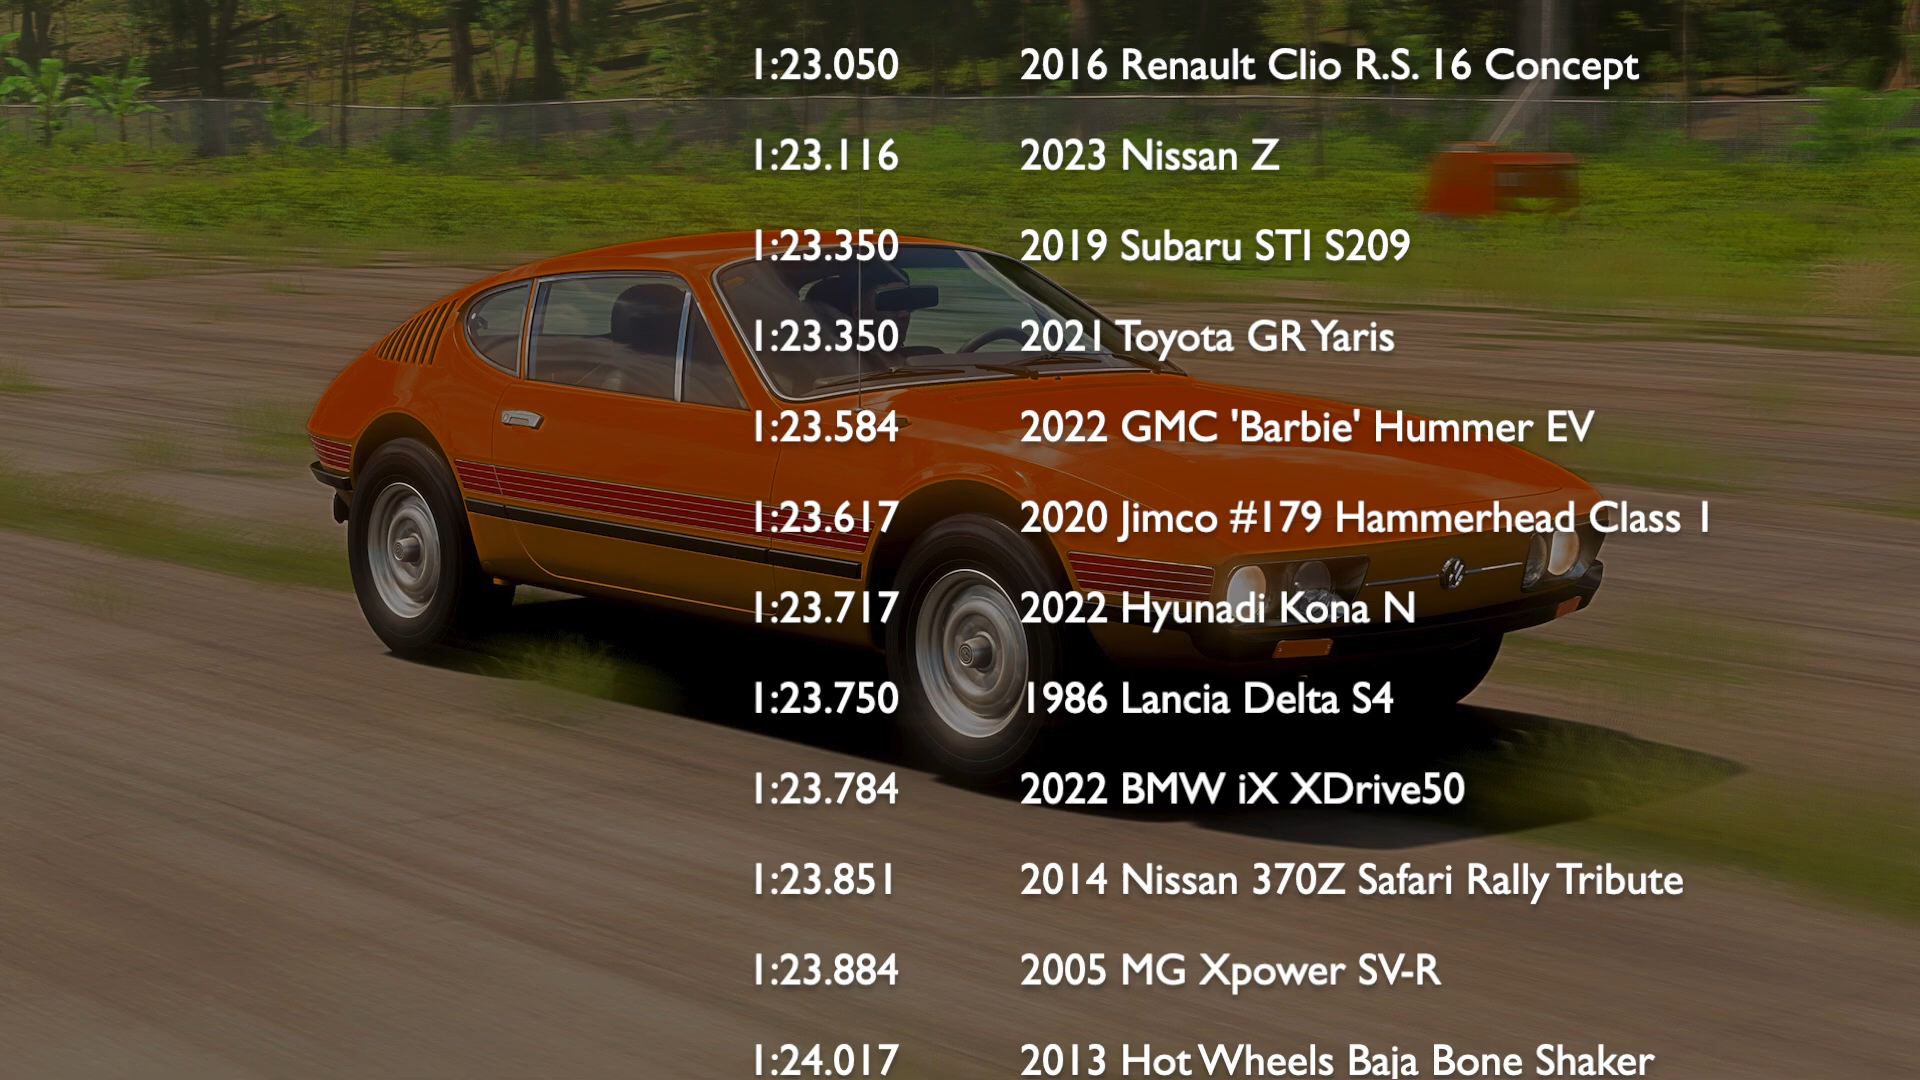 1:23.050 2016 Renault Clio R.S. 16 Concept
1:23.116 2023 Nissan Z
1:23.350 2019 Subaru STI S209
1:23.350 2021 Toyota GR Yaris
1:23.584 2022 GMC 'Barbie' Hummer EV
1:23.617 2020 Jimco #179 Hammerhead Class 1
1:23.717 2022 Hyunadi Kona N
1:23.750 1986 Lancia Delta S4
1:23.784 2022 BMW iX XDrive50
1:23.851 2014 Nissan 370Z Safari Rally Tribute
1:23.884 2005 MG Xpower SV-R
1:24.017 2013 Hot Wheels Baja Bone Shaker